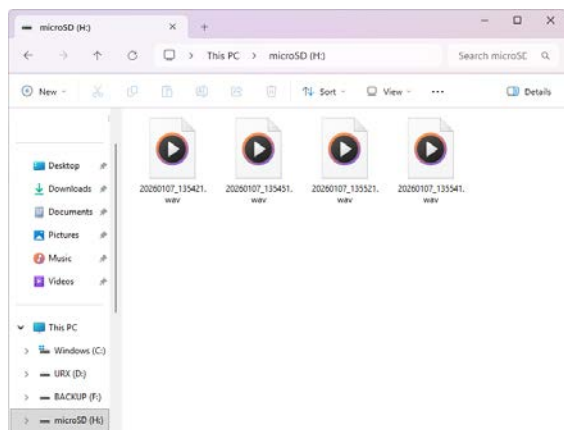 microSD (H:)
This PC > microSD (H:)
Search microSD
New
Sort
View
Details
20260107_135421.
wav
20260107_135451.
wav
20260107_135521.
wav
20260107_135541.
wav
Desktop
Downloads
Documents
Pictures
Music
Videos
This PC
Windows (C:)
URX (D:)
BACKUP (F:)
microSD (H:)